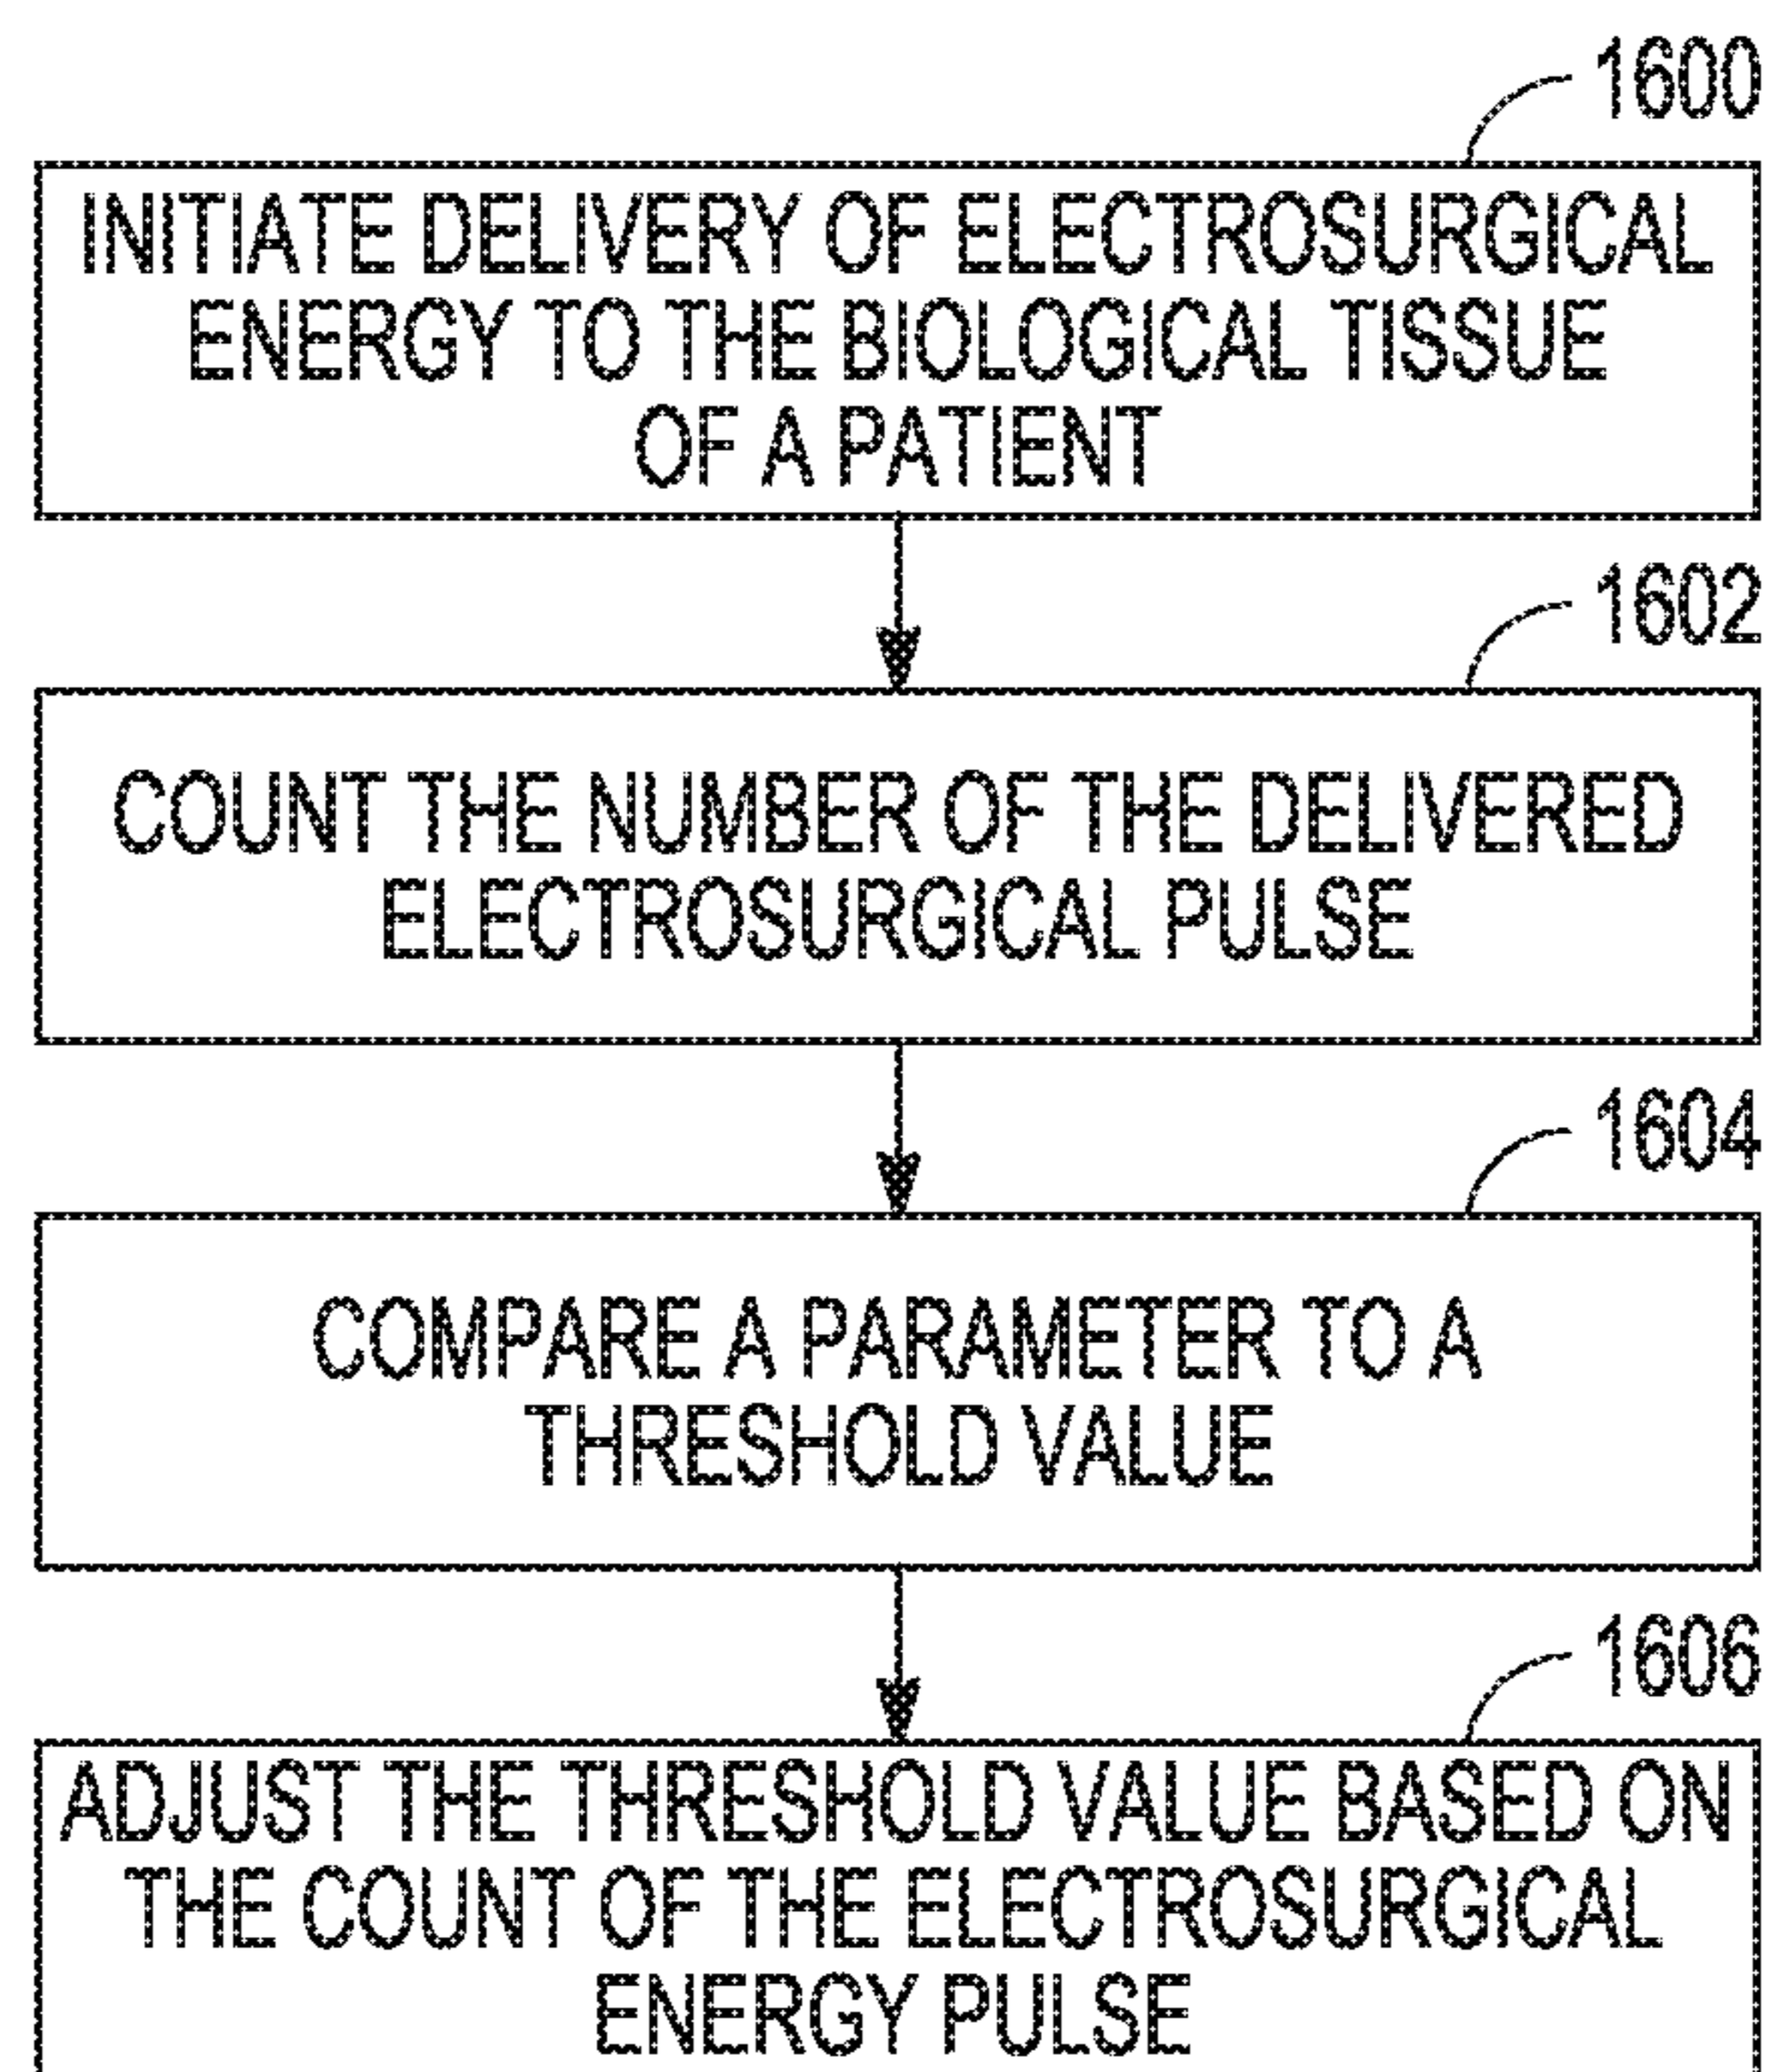 1600
INITIATE DELIVERY OF ELECTROSURGICAL
ENERGY TO THE BIOLOGICAL TISSUE
OF A PATIENT
1602
COUNT THE NUMBER OF THE DELIVERED
ELECTROSURGICAL PULSE
1604
COMPARE A PARAMETER TO A
THRESHOLD VALUE
1606
ADJUST THE THRESHOLD VALUE BASED ON
THE COUNT OF THE ELECTROSURGICAL
ENERGY PULSE